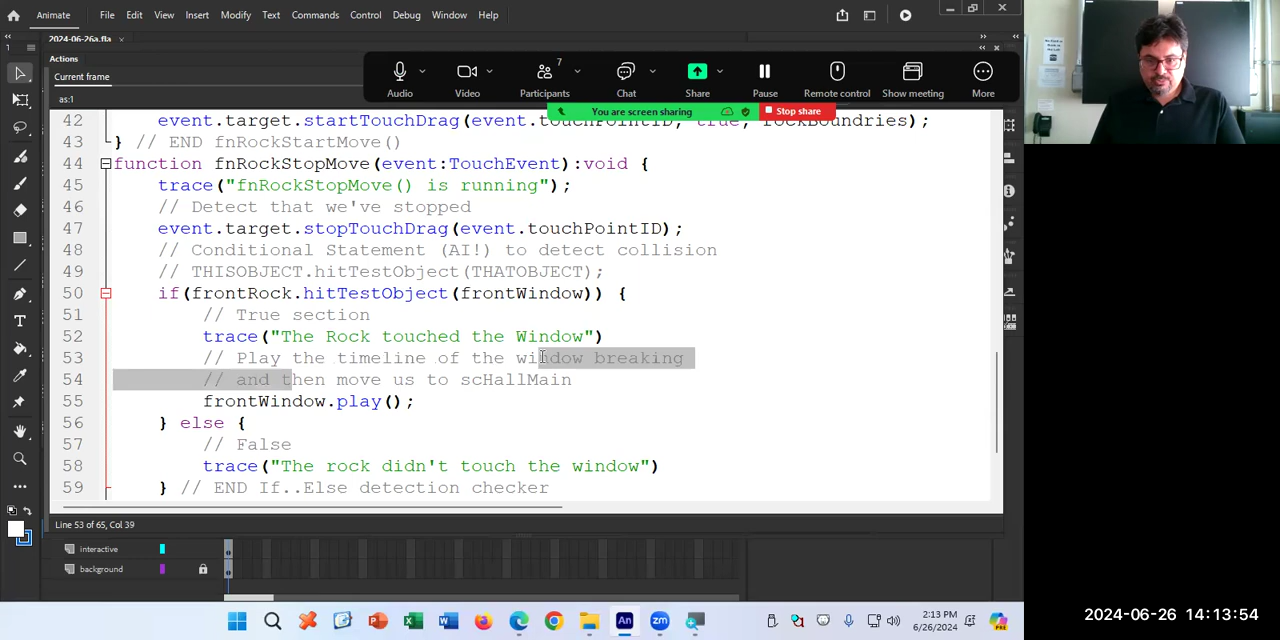 Animate File Edit View Insert Modify Text Commands Control Debug Window Help
2024-06-26a.fla
Actions
Current frame
as:1
7
Audio Video Participants Chat Share Pause Remote control Show meeting More
You are screen sharing Stop share
42 event.target.startTouchDrag(event.touchPointID, true, rockBoundries);
43 } // END fnRockStartMove()
44 function fnRockStopMove(event:TouchEvent):void {
45 trace("fnRockStopMove() is running");
46 // Detect that we've stopped
47 event.target.stopTouchDrag(event.touchPointID);
48 // Conditional Statement (AI!) to detect collision
49 // THISOBJECT.hitTestObject(THATOBJECT);
50 if(frontRock.hitTestObject(frontWindow)) {
51 // True section
52 trace("The Rock touched the Window")
53 // Play the timeline of the window breaking
54 // and then move us to scHallMain
55 frontWindow.play();
56 } else {
57 // False
58 trace("The rock didn't touch the window")
59 } // END If..Else detection checker
Line 53 of 65, Col 39
interactive
background
2:13 PM
6/26/2024
2024-06-26 14:13:54